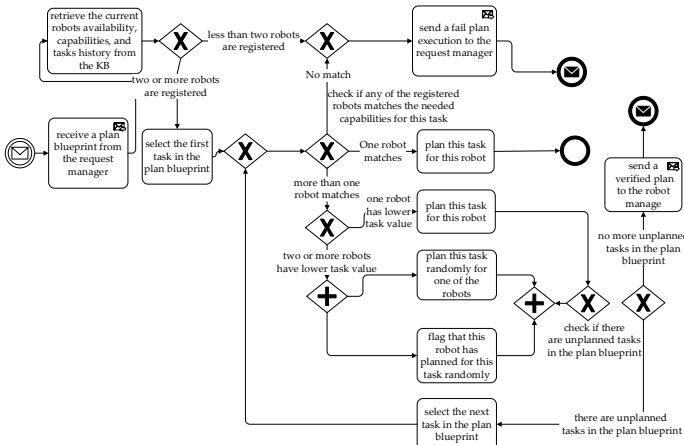 retrieve the current
robots availability,
capabilities, and
tasks history from
the KB
less than two robots
are registered
send a fail plan
execution to the
request manager
two or more robots
are registered
No match
check if any of the registered
robots matches the needed
capabilities for this task
receive a plan
blueprint from
the request
manager
select the first
task in the
plan blueprint
One robot
matches
plan this task
for this robot
send a
verified plan
to the robot
manage
more than one
robot matches
one robot
has lower
task value
plan this task
for this robot
no more unplanned
tasks in the plan
blueprint
two or more robots
have lower task value
plan this task
randomly for
one of the
robots
check if there
are unplanned tasks
in the plan blueprint
flag that this
robot has
planned for this
task randomly
select the next
task in the plan
blueprint
there are unplanned
tasks in the plan blueprint